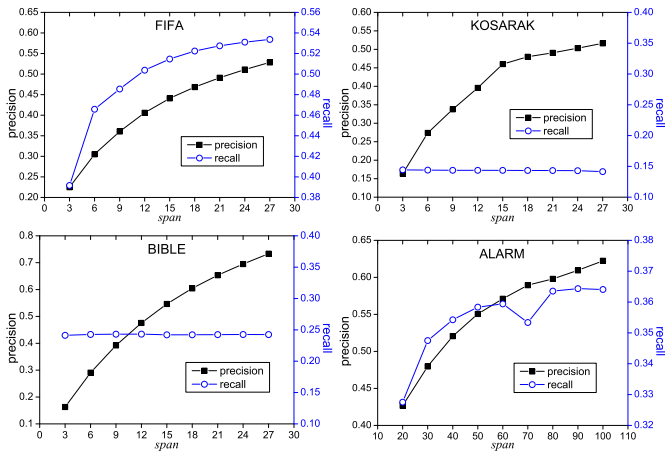 FIFA
0.65
0.60
0.55
0.50
0.45
0.40
0.35
0.30
0.25
0.20
precision
0.56
0.54
0.52
0.50
0.48
0.46
0.44
0.42
0.40
0.38
recall
precision
recall
0 3 6 9 12 15 18 21 24 27 30
span
KOSARAK
0.60
0.55
0.50
0.45
0.40
0.35
0.30
0.25
0.20
0.15
0.10
precision
0.40
0.35
0.30
0.25
0.20
0.15
0.10
recall
precision
recall
0 3 6 9 12 15 18 21 24 27 30
span
BIBLE
0.8
0.7
0.6
0.5
0.4
0.3
0.2
0.1
precision
0.40
0.35
0.30
0.25
0.20
0.15
0.10
recall
precision
recall
0 3 6 9 12 15 18 21 24 27 30
span
ALARM
0.65
0.60
0.55
0.50
0.45
0.40
precision
0.38
0.37
0.36
0.35
0.34
0.33
0.32
recall
precision
recall
10 20 30 40 50 60 70 80 90 100 110
span